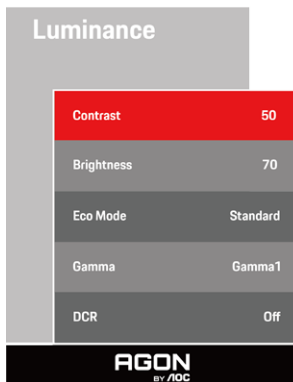 Luminance
Contrast 50
Brightness 70
Eco Mode Standard
Gamma Gamma1
DCR Off
AGON
BY AOC